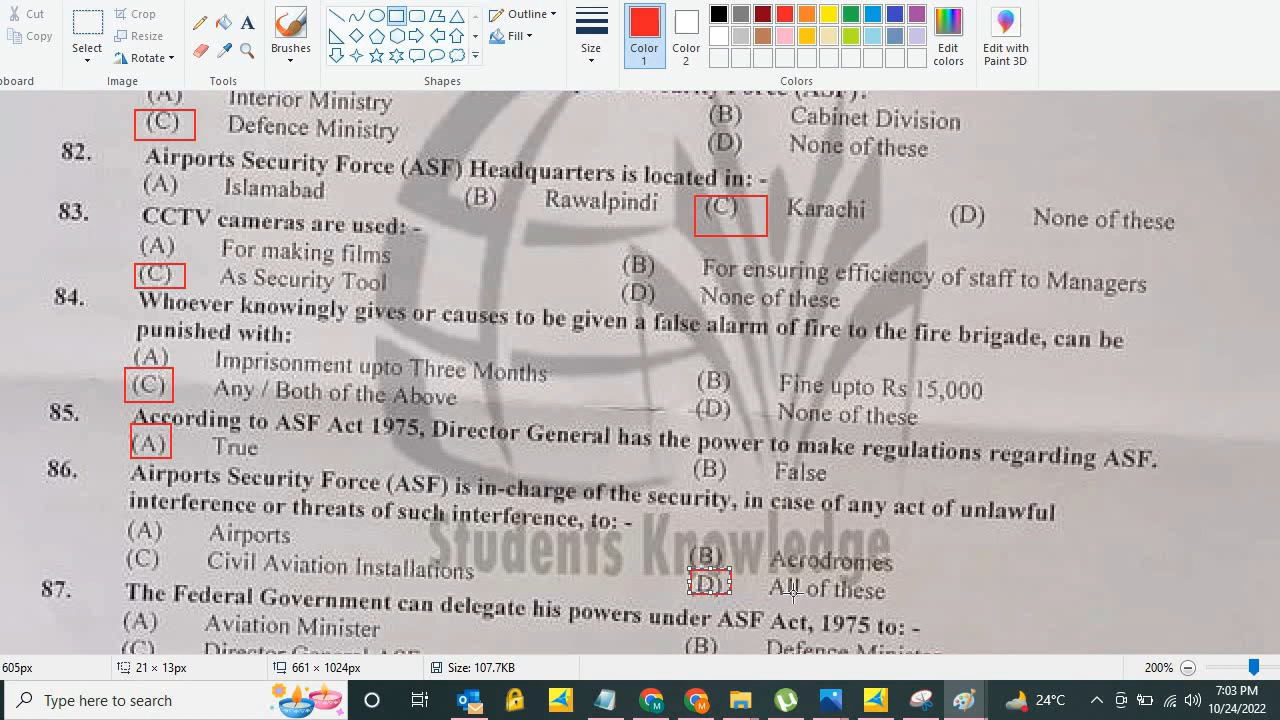 Cut
Crop
Outline
Copy
Select
Resize
Rotate
Brushes
Fill
Size
Color 1
Color 2
Edit colors
Edit with Paint 3D
board
Image
Tools
Shapes
Colors
(A) Interior Ministry
(B) Cabinet Division
(C) Defence Ministry
(D) None of these
82. Airports Security Force (ASF) Headquarters is located in: -
(A) Islamabad (B) Rawalpindi (C) Karachi (D) None of these
83. CCTV cameras are used: -
(A) For making films
(B) For ensuring efficiency of staff to Managers
(C) As Security Tool
(D) None of these
84. Whoever knowingly gives or causes to be given a false alarm of fire to the fire brigade, can be
punished with:
(A) Imprisonment upto Three Months
(B) Fine upto Rs 15,000
(C) Any / Both of the Above
(D) None of these
85. According to ASF Act 1975, Director General has the power to make regulations regarding ASF.
(A) True
(B) False
86. Airports Security Force (ASF) is in-charge of the security, in case of any act of unlawful
interference or threats of such interference, to: -
(A) Airports
(B) Aerodromes
(C) Civil Aviation Installations
(D) All of these
Students Knowledge
87. The Federal Government can delegate his powers under ASF Act, 1975 to: -
(A) Aviation Minister
(B) Defence Minister
(C) Director General ASF
605px
21 × 13px
661 × 1024px
Size: 107.7KB
200%
Type here to search
24°C
7:03 PM
10/24/2022